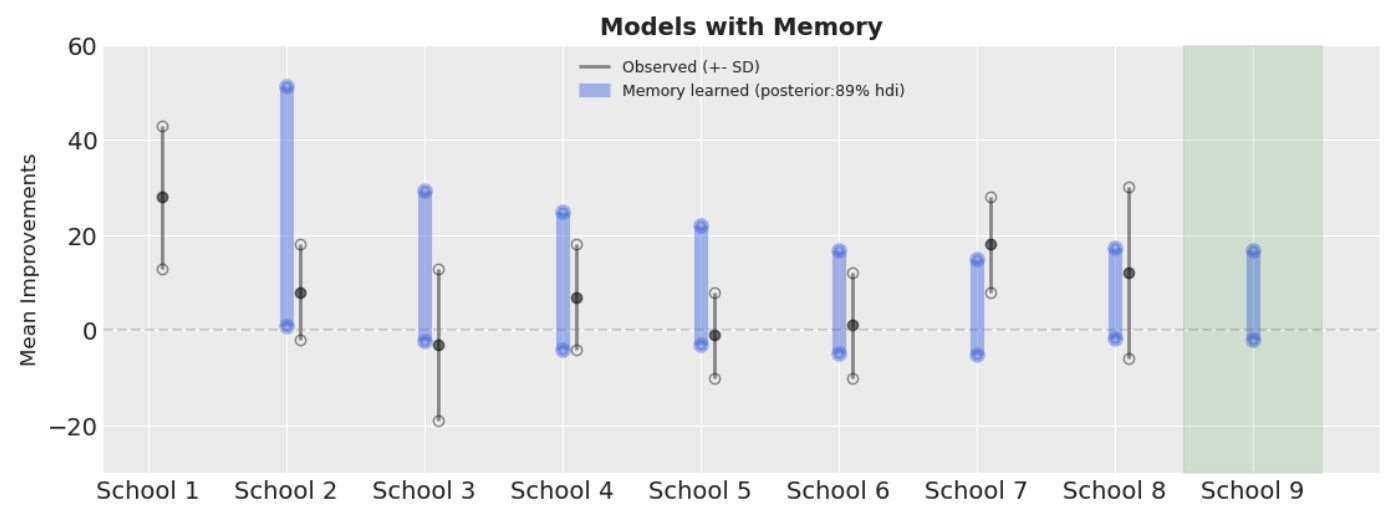 Models with Memory
Observed (+- SD)
Memory learned (posterior:89% hdi)
Mean Improvements
60
40
20
0
−20
School 1 School 2 School 3 School 4 School 5 School 6 School 7 School 8 School 9